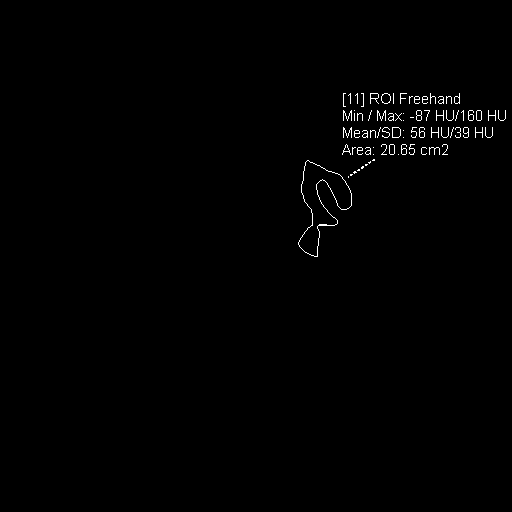 [11] ROI Freehand
Min / Max: -87 HU/160 HU
Mean/SD: 56 HU/39 HU
Area: 20.65 cm2